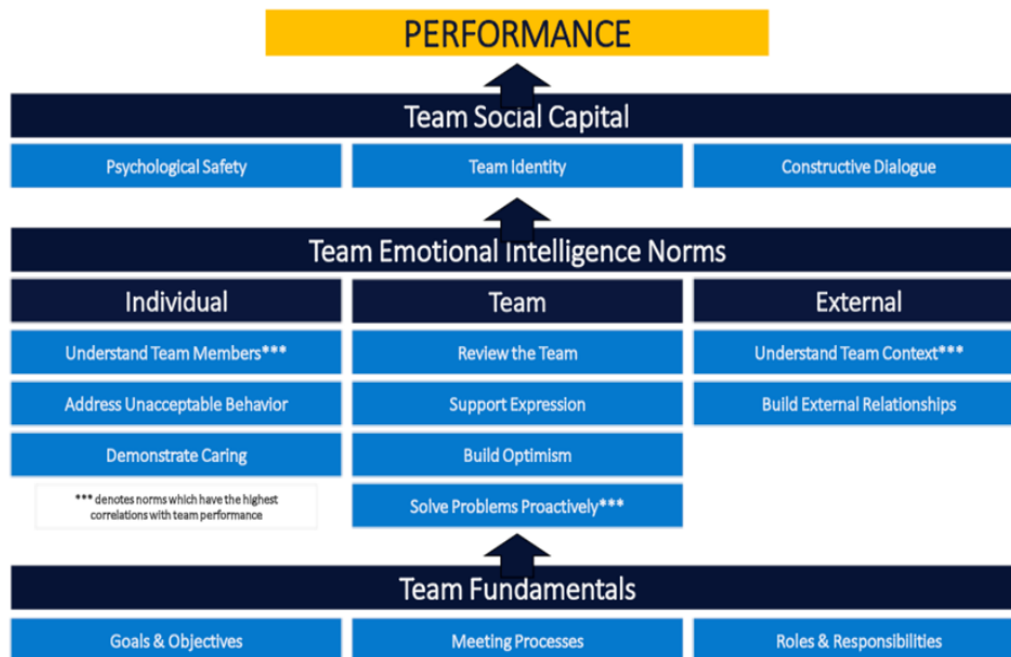 PERFORMANCE
Team Social Capital
Psychological Safety
Team Identity
Constructive Dialogue
Team Emotional Intelligence Norms
Individual
Team
External
Understand Team Members***
Review the Team
Understand Team Context***
Address Unacceptable Behavior
Support Expression
Build External Relationships
Demonstrate Caring
Build Optimism
*** denotes norms which have the highest
correlations with team performance
Solve Problems Proactively***
Team Fundamentals
Goals & Objectives
Meeting Processes
Roles & Responsibilities